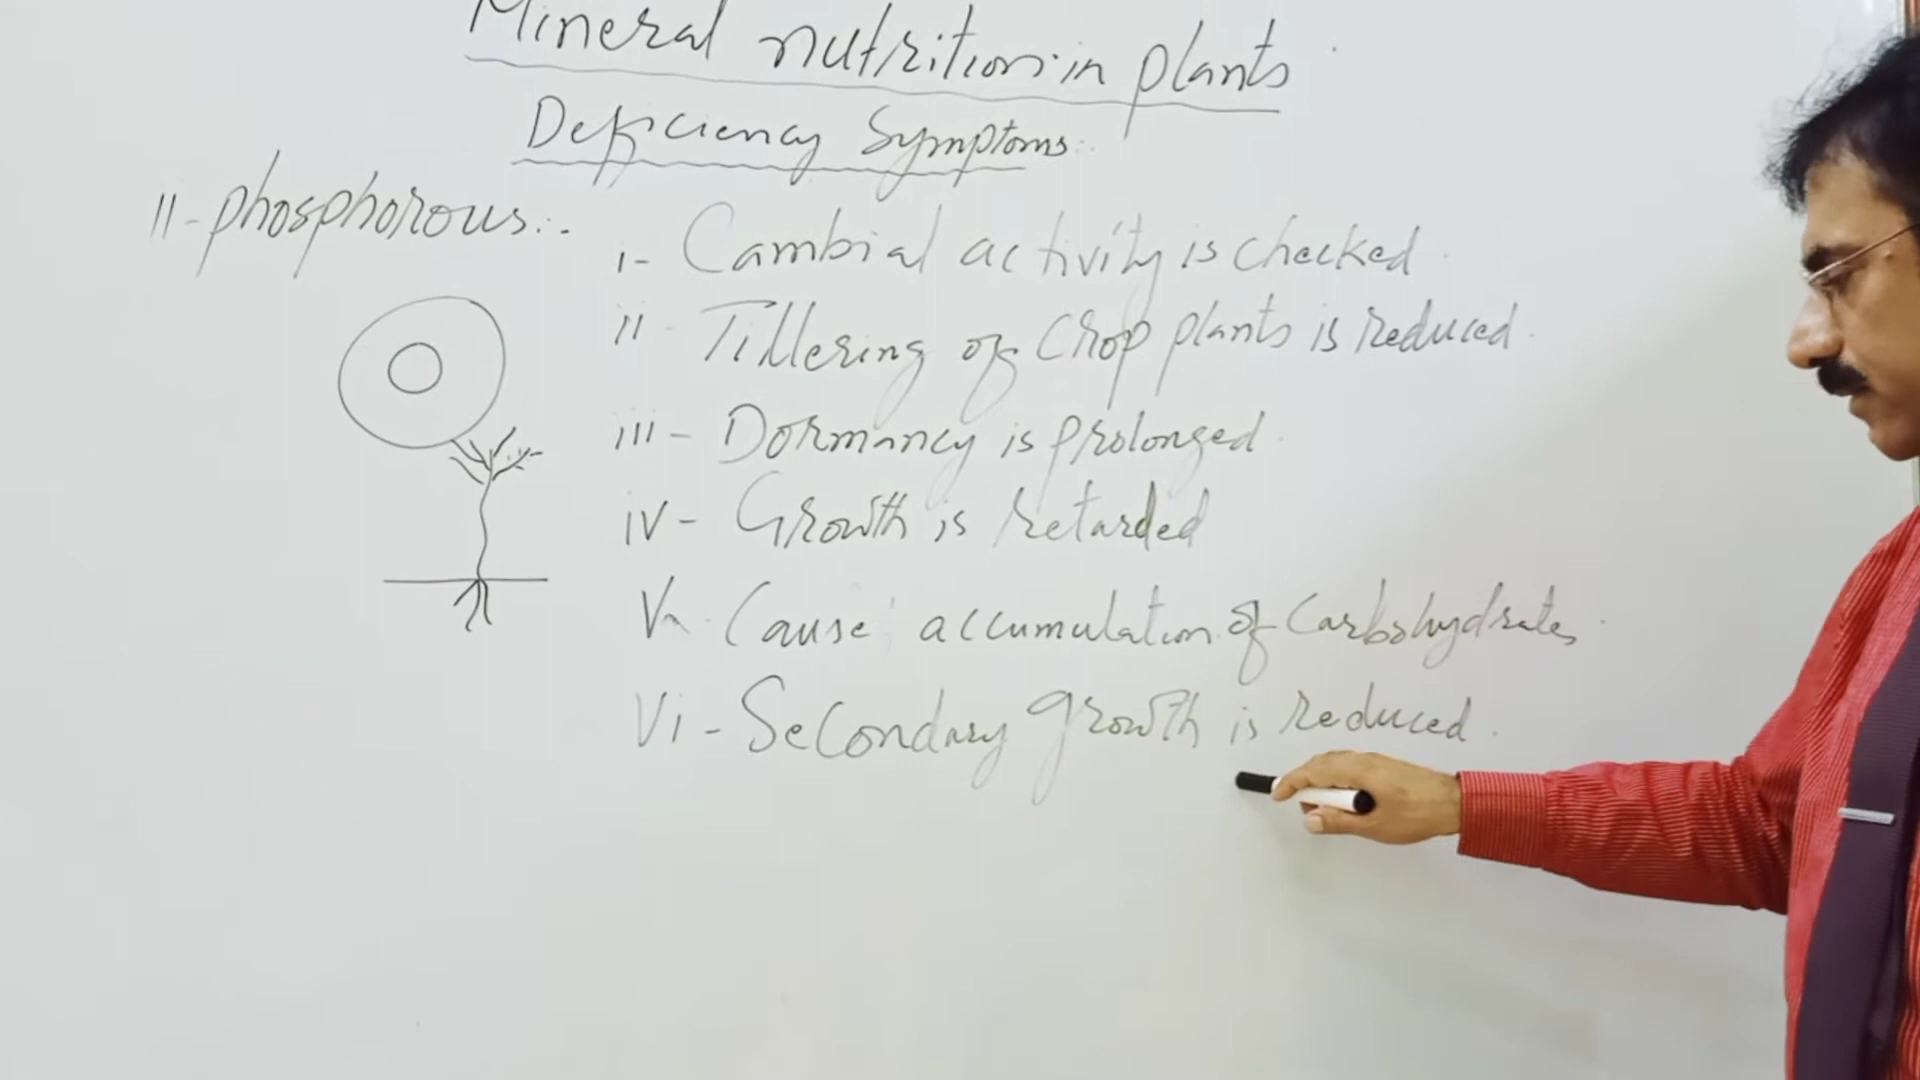 Mineral nutrition in plants
Deficiency Symptoms:
II - phosphorous:-
i- Cambial activity is checked.
ii - Tillering of crop plants is reduced.
iii - Dormancy is prolonged.
iv - Growth is retarded
V- Cause accumulation of Carbohydrates.
Vi - Secondary growth is reduced.